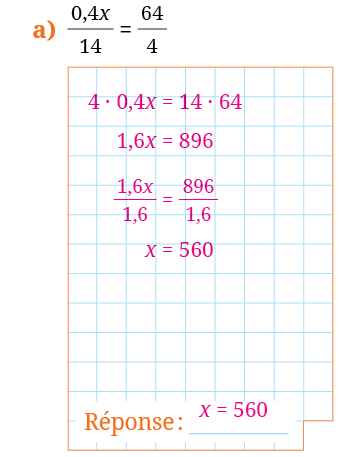 a) 0,4x/14 = 64/4
4 · 0,4x = 14 · 64
1,6x = 896
1,6x/1,6 = 896/1,6
x = 560
Réponse : x = 560